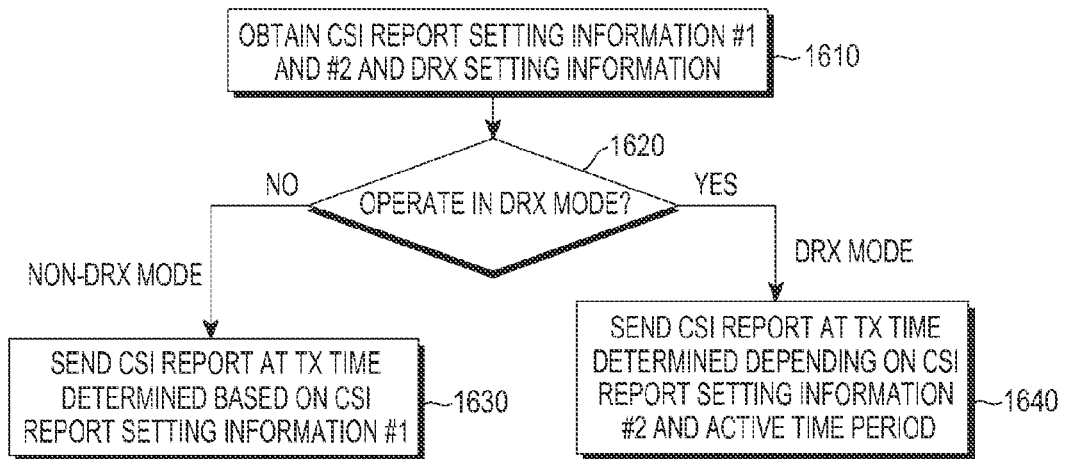 OBTAIN CSI REPORT SETTING INFORMATION #1
AND #2 AND DRX SETTING INFORMATION
1610
1620
NO
OPERATE IN DRX MODE?
YES
NON-DRX MODE
DRX MODE
SEND CSI REPORT AT TX TIME
DETERMINED BASED ON CSI
REPORT SETTING INFORMATION #1
1630
SEND CSI REPORT AT TX TIME
DETERMINED DEPENDING ON CSI
REPORT SETTING INFORMATION
#2 AND ACTIVE TIME PERIOD
1640